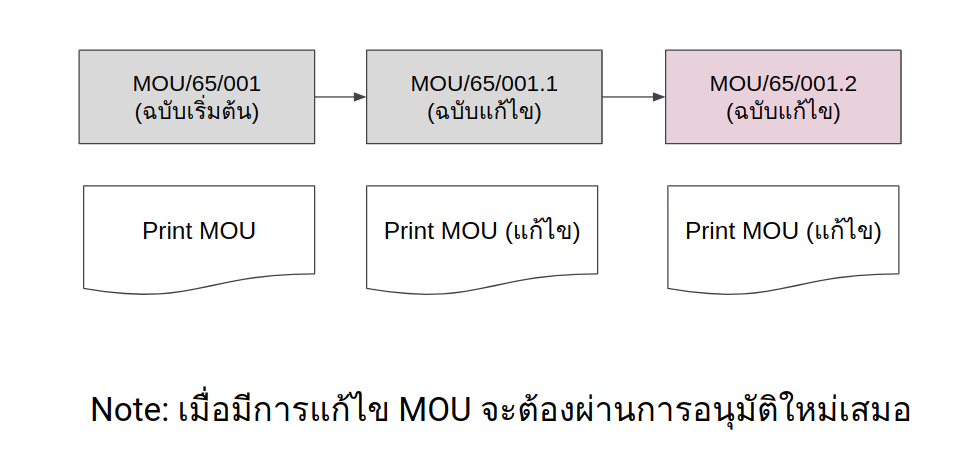 MOU/65/001
(ฉบับเริ่มต้น)
MOU/65/001.1
(ฉบับแก้ไข)
MOU/65/001.2
(ฉบับแก้ไข)
Print MOU
Print MOU (แก้ไข)
Print MOU (แก้ไข)
Note: เมื่อมีการแก้ไข MOU จะต้องผ่านการอนุมัติใหม่เสมอ